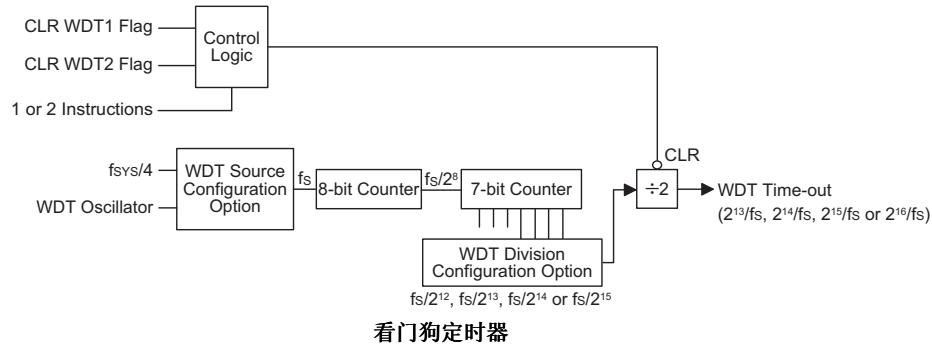 CLR WDT1 Flag
CLR WDT2 Flag
1 or 2 Instructions
Control
Logic
CLR
fSYS/4
WDT Oscillator
WDT Source
Configuration
Option
fS
8-bit Counter
fS/2⁸
7-bit Counter
÷2
WDT Time-out
(2¹³/fS, 2¹⁴/fS, 2¹⁵/fS or 2¹⁶/fS)
WDT Division
Configuration Option
fS/2¹², fS/2¹³, fS/2¹⁴ or fS/2¹⁵
看门狗定时器